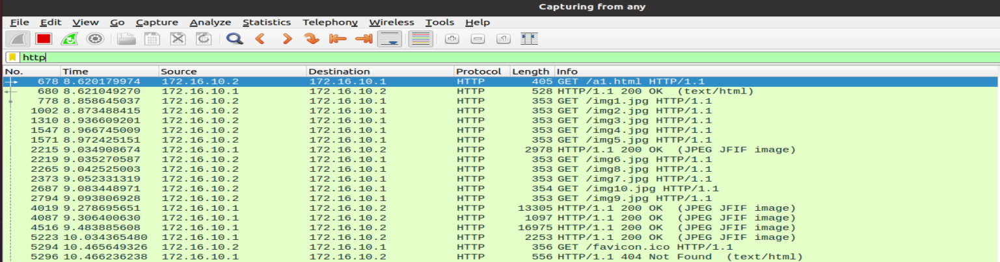 Capturing from any
File Edit View Go Capture Analyze Statistics Telephony Wireless Tools Help
http
No. Time Source Destination Protocol Length Info
678 8.620179974 172.16.10.2 172.16.10.1 HTTP 405 GET /a1.html HTTP/1.1
680 8.621049270 172.16.10.1 172.16.10.2 HTTP 528 HTTP/1.1 200 OK (text/html)
778 8.858645037 172.16.10.2 172.16.10.1 HTTP 353 GET /img1.jpg HTTP/1.1
1002 8.873488415 172.16.10.2 172.16.10.1 HTTP 353 GET /img2.jpg HTTP/1.1
1310 8.936609201 172.16.10.2 172.16.10.1 HTTP 353 GET /img3.jpg HTTP/1.1
1547 8.966745009 172.16.10.2 172.16.10.1 HTTP 353 GET /img4.jpg HTTP/1.1
1571 8.972425151 172.16.10.2 172.16.10.1 HTTP 353 GET /img5.jpg HTTP/1.1
2215 9.034908674 172.16.10.1 172.16.10.2 HTTP 2978 HTTP/1.1 200 OK (JPEG JFIF image)
2219 9.035270587 172.16.10.2 172.16.10.1 HTTP 353 GET /img6.jpg HTTP/1.1
2265 9.042525003 172.16.10.2 172.16.10.1 HTTP 353 GET /img8.jpg HTTP/1.1
2373 9.052331319 172.16.10.2 172.16.10.1 HTTP 353 GET /img7.jpg HTTP/1.1
2687 9.083448971 172.16.10.2 172.16.10.1 HTTP 354 GET /img10.jpg HTTP/1.1
2794 9.093806928 172.16.10.2 172.16.10.1 HTTP 353 GET /img9.jpg HTTP/1.1
4019 9.278695651 172.16.10.1 172.16.10.2 HTTP 13305 HTTP/1.1 200 OK (JPEG JFIF image)
4087 9.306400630 172.16.10.1 172.16.10.2 HTTP 1097 HTTP/1.1 200 OK (JPEG JFIF image)
4516 9.483885608 172.16.10.1 172.16.10.2 HTTP 16975 HTTP/1.1 200 OK (JPEG JFIF image)
5223 10.034365480 172.16.10.1 172.16.10.2 HTTP 2253 HTTP/1.1 200 OK (JPEG JFIF image)
5294 10.465649326 172.16.10.2 172.16.10.1 HTTP 356 GET /favicon.ico HTTP/1.1
5296 10.466236238 172.16.10.1 172.16.10.2 HTTP 556 HTTP/1.1 404 Not Found (text/html)